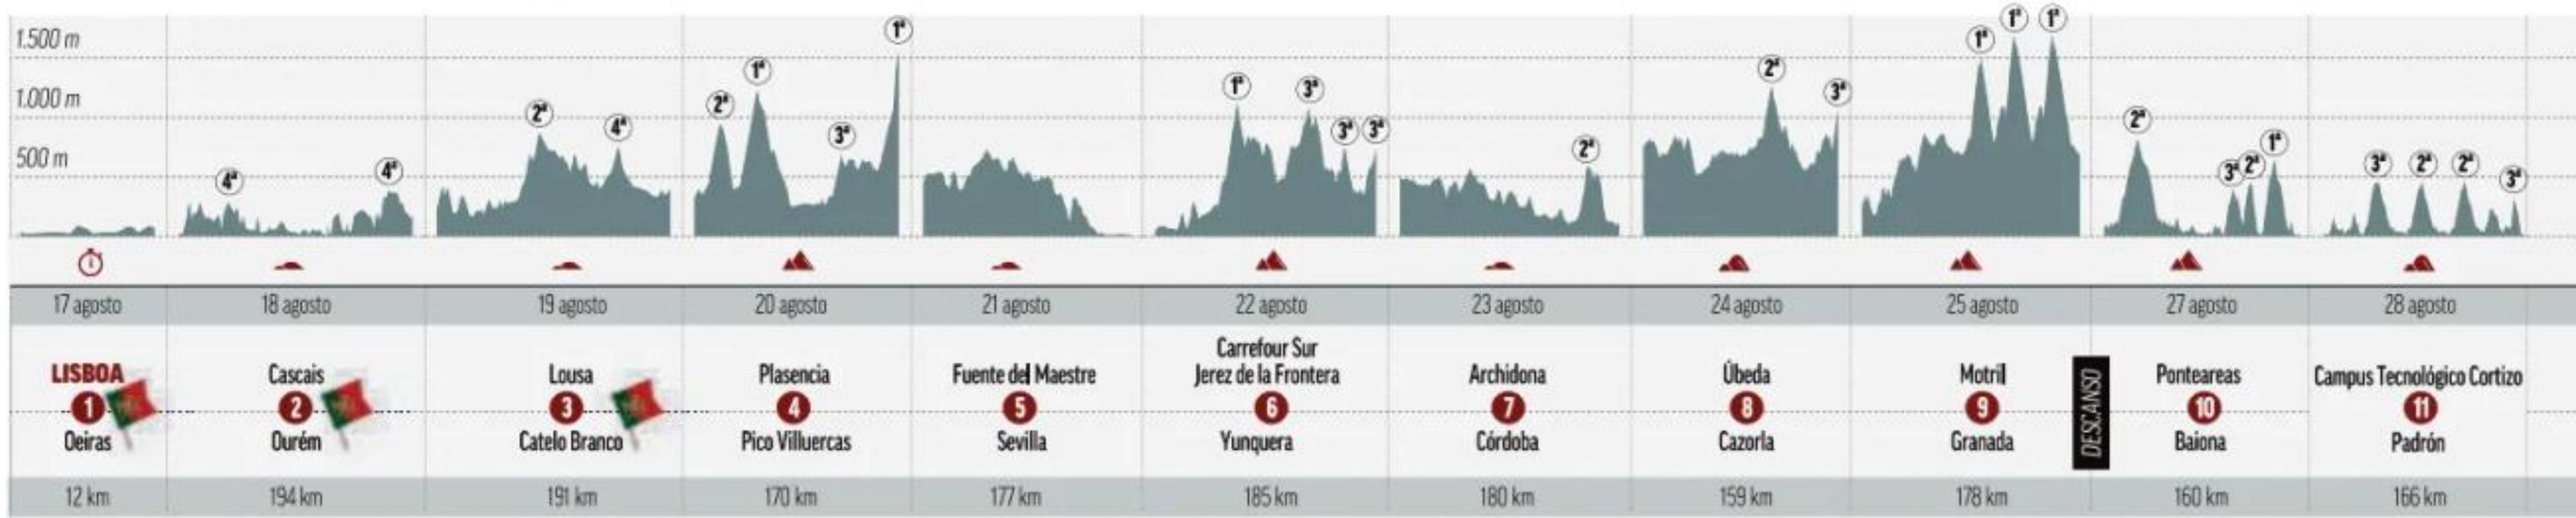 1.500 m
1.000 m
500 m
4ª
4ª
2ª
4ª
2ª
1ª
3ª
1ª
1ª
3ª
3ª
3ª
2ª
2ª
3ª
1ª
1ª
1ª
2ª
3ª
2ª
1ª
3ª
2ª
2ª
3ª
17 agosto
18 agosto
19 agosto
20 agosto
21 agosto
22 agosto
23 agosto
24 agosto
25 agosto
27 agosto
28 agosto
LISBOA
1
Oeiras
Cascais
2
Ourém
Lousa
3
Catelo Branco
Plasencia
4
Pico Villuercas
Fuente del Maestre
5
Sevilla
Carrefour Sur
Jerez de la Frontera
6
Yunquera
Archidona
7
Córdoba
Úbeda
8
Cazorla
Motril
9
Granada
DESCANSO
Ponteareas
10
Baiona
Campus Tecnológico Cortizo
11
Padrón
12 km
194 km
191 km
170 km
177 km
185 km
180 km
159 km
178 km
160 km
166 km